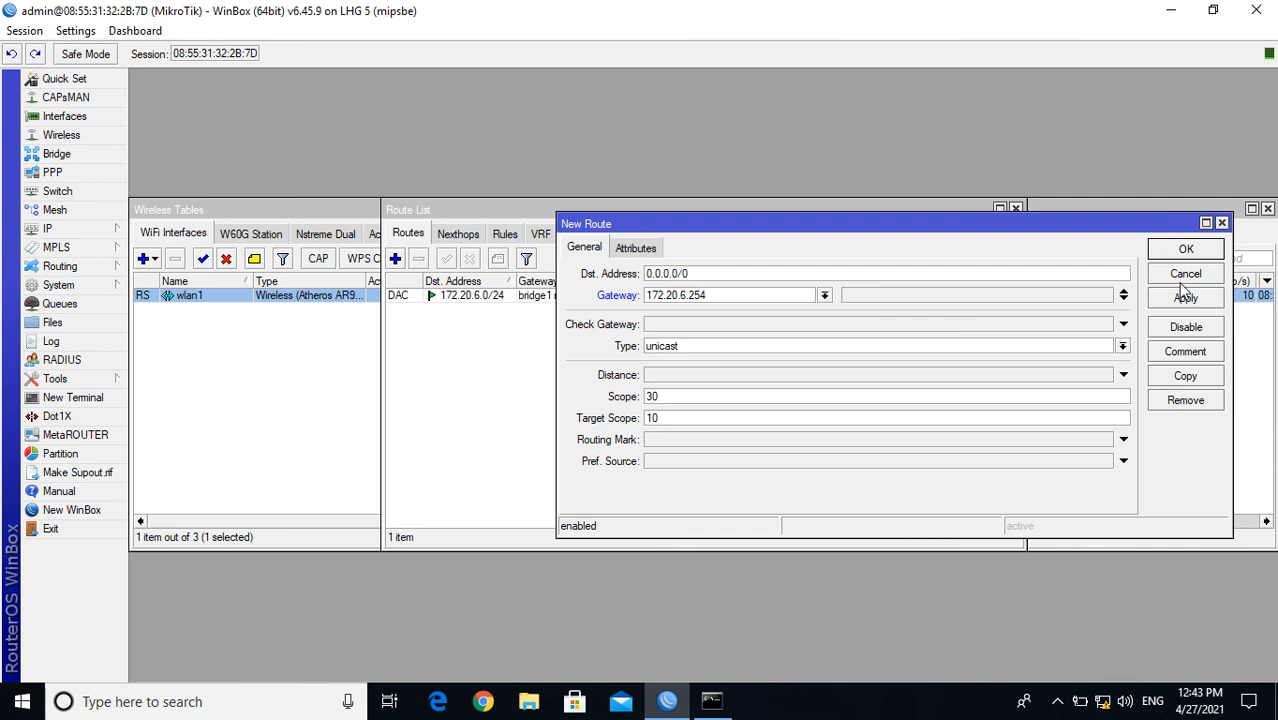 admin@08:55:31:32:2B:7D (MikroTik) - WinBox (64bit) v6.45.9 on LHG 5 (mipsbe)
Session Settings Dashboard
Safe Mode Session: 08:55:31:32:2B:7D
Quick Set
CAPsMAN
Interfaces
Wireless
Bridge
PPP
Switch
Mesh
IP
MPLS
Routing
System
Queues
Files
Log
RADIUS
Tools
New Terminal
Dot1X
MetaROUTER
Partition
Make Supout.rif
Manual
New WinBox
Exit
RouterOS WinBox
Wireless Tables
WiFi Interfaces W60G Station Nstreme Dual Ac
CAP WPS C
Name Type Ac
RS wlan1 Wireless (Atheros AR9...
1 item out of 3 (1 selected)
Route List
Routes Nexthops Rules VRF
Dst. Address Gateway
DAC 172.20.6.0/24 bridge1 r
1 item
New Route
General Attributes
Dst. Address: 0.0.0.0/0
Gateway: 172.20.6.254
Check Gateway:
Type: unicast
Distance:
Scope: 30
Target Scope: 10
Routing Mark:
Pref. Source:
enabled active
OK
Cancel
Apply
Disable
Comment
Copy
Remove
d
b/s)
10 08:
Type here to search
ENG
12:43 PM
4/27/2021